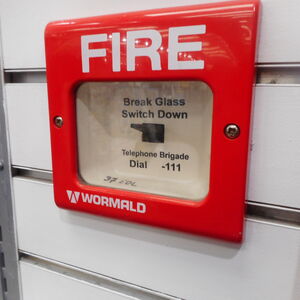 FIRE
Break Glass
Switch Down
Telephone Brigade
Dial -111
WORMALD